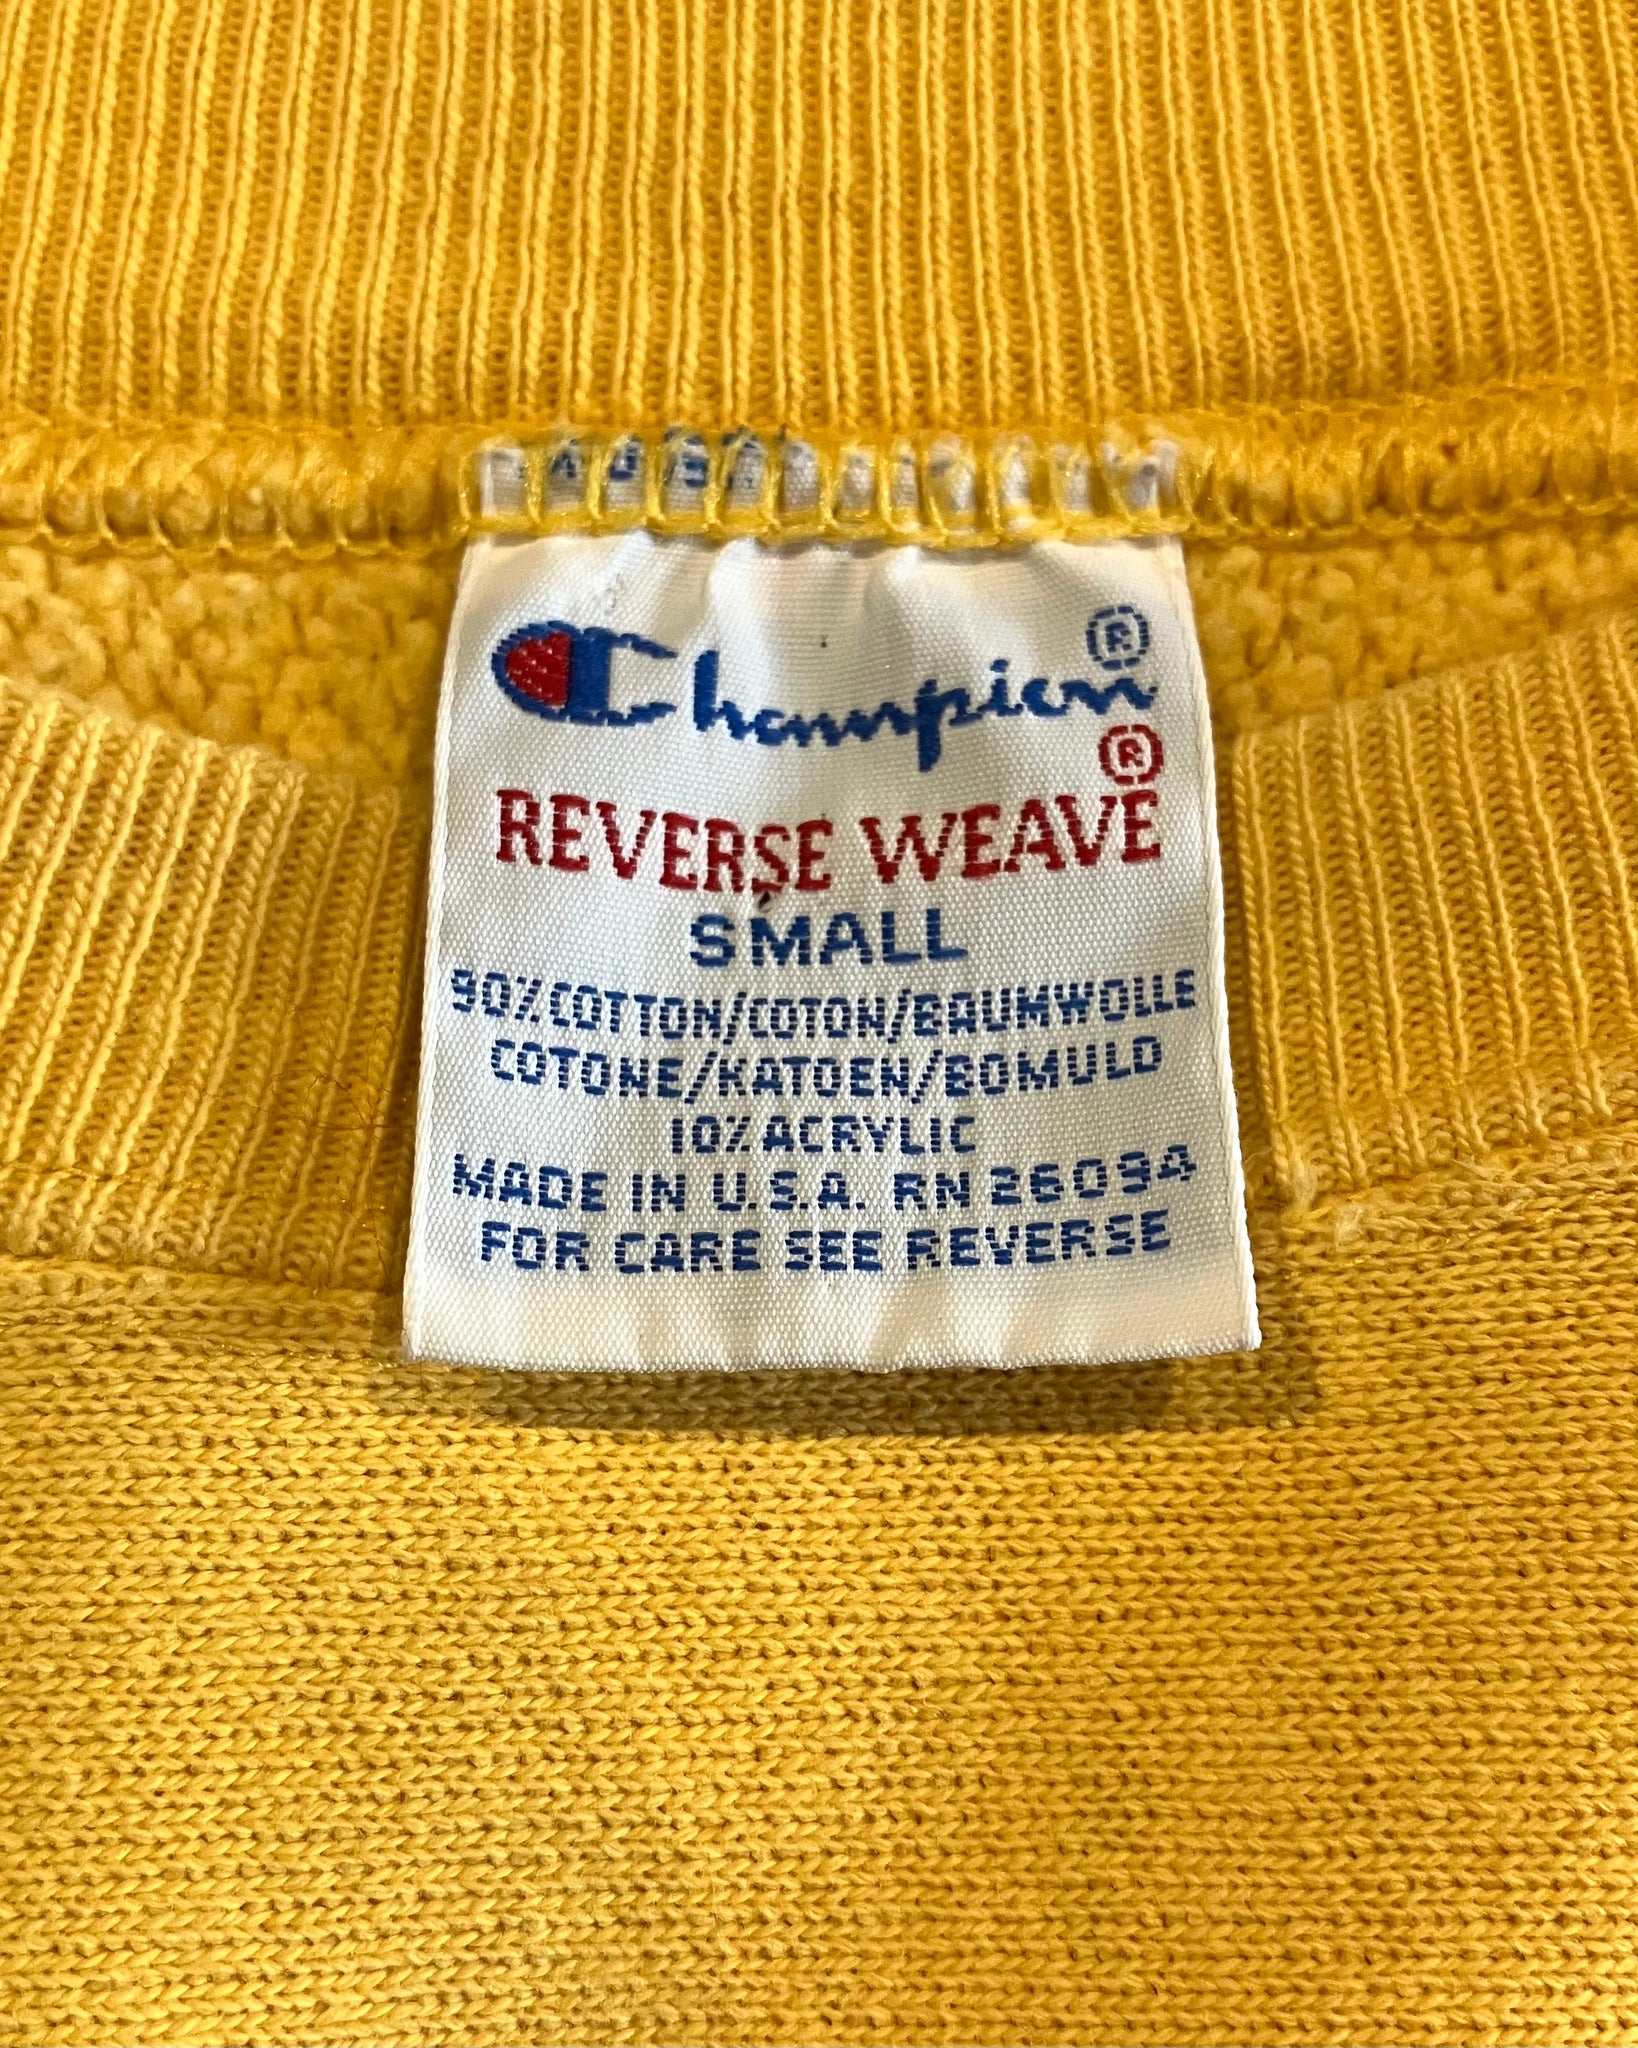 Champion®
®
REVERSE WEAVE
SMALL
90% COTTON/COTON/BAUMWOLLE
COTONE/KATOEN/BOMULD
10% ACRYLIC
MADE IN U.S.A. RN 26094
FOR CARE SEE REVERSE